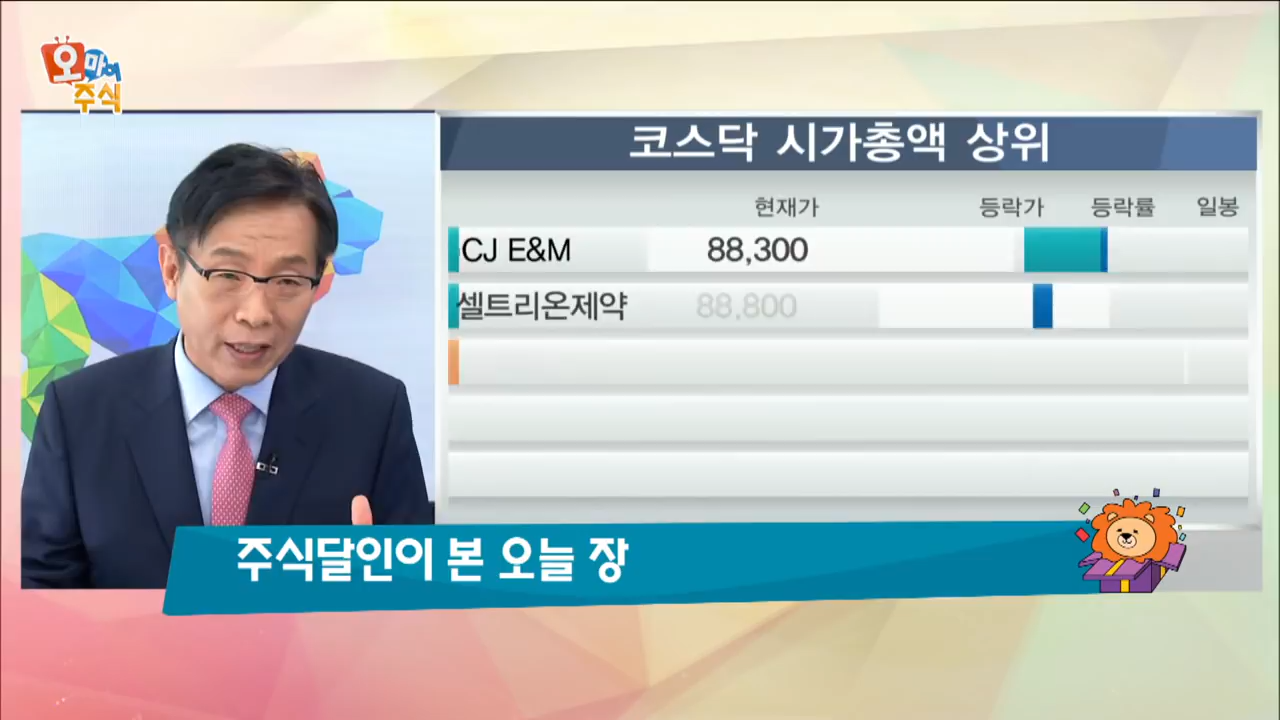 오마이
주식
코스닥 시가총액 상위
현재가 등락가 등락률 일봉
CJ E&M 88,300
셀트리온제약 88,800
주식달인이 본 오늘 장